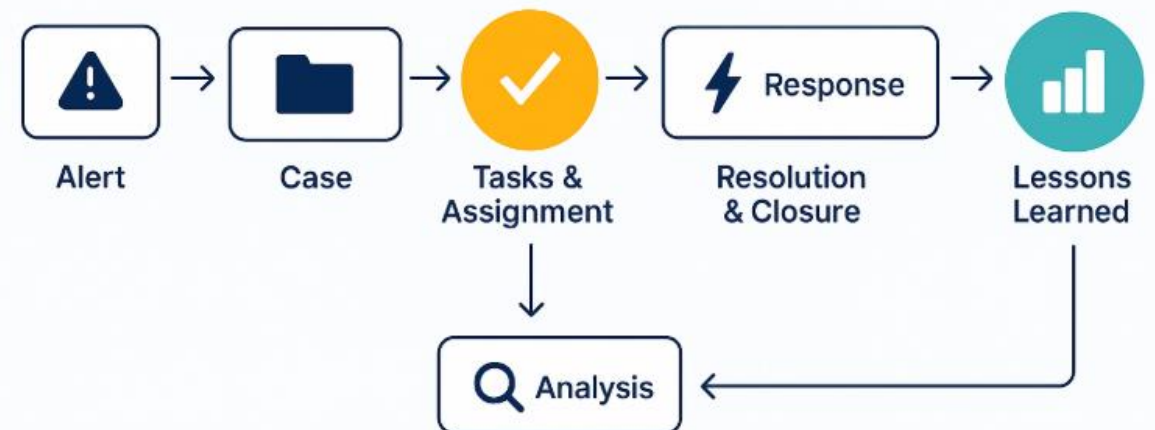 Response
Alert
Case
Tasks &
Assignment
Resolution
& Closure
Lessons
Learned
Analysis